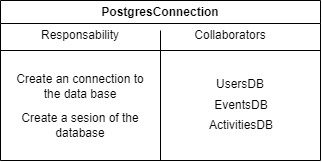 PostgresConnection
Responsability
Collaborators
Create an connection to
the data base
Create a sesion of the
database
UsersDB
EventsDB
ActivitiesDB